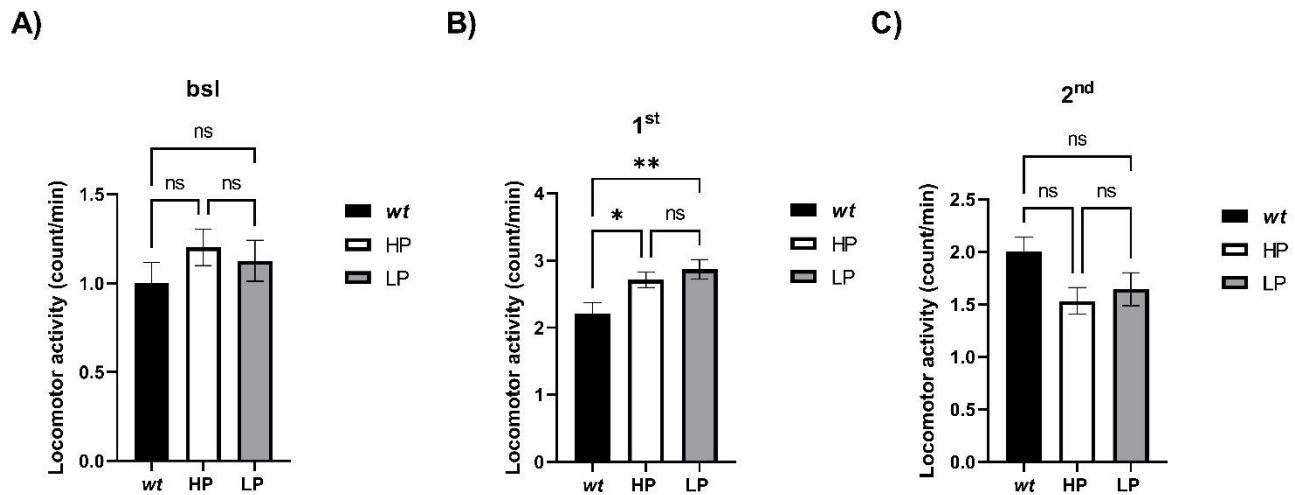 A)
bsl
ns
ns ns
Locomotor activity (count/min)
1.5
1.0
0.5
0.0
wt HP LP
wt
HP
LP
B)
1st
**
* ns
Locomotor activity (count/min)
4
3
2
1
0
wt HP LP
wt
HP
LP
C)
2nd
ns
ns ns
Locomotor activity (count/min)
2.5
2.0
1.5
1.0
0.5
0.0
wt HP LP
wt
HP
LP